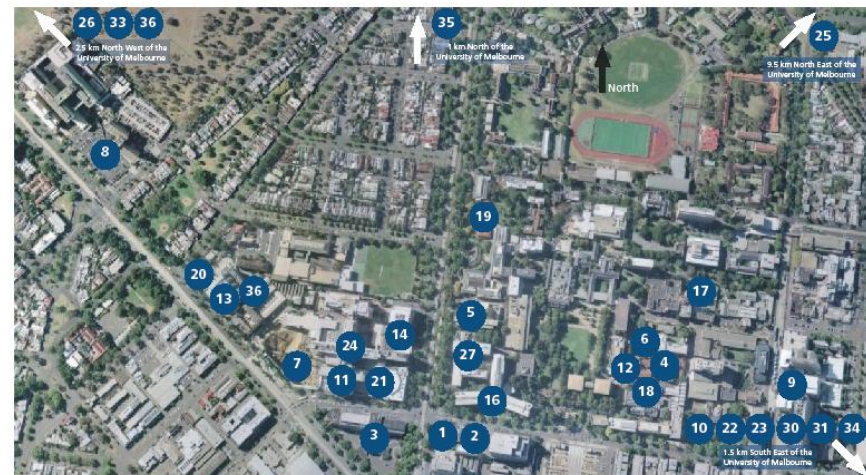 26 33 36
2.5 km North West of the
University of Melbourne
35
1 km North of the
University of Melbourne
25
9.5 km North East of the
University of Melbourne
North
8
19
20
13
36
17
5
14
6
24
27
7
12
4
11
21
18
9
16
3
1
2
10 22 23 30 31 34
1.5 km South East of the
University of Melbourne